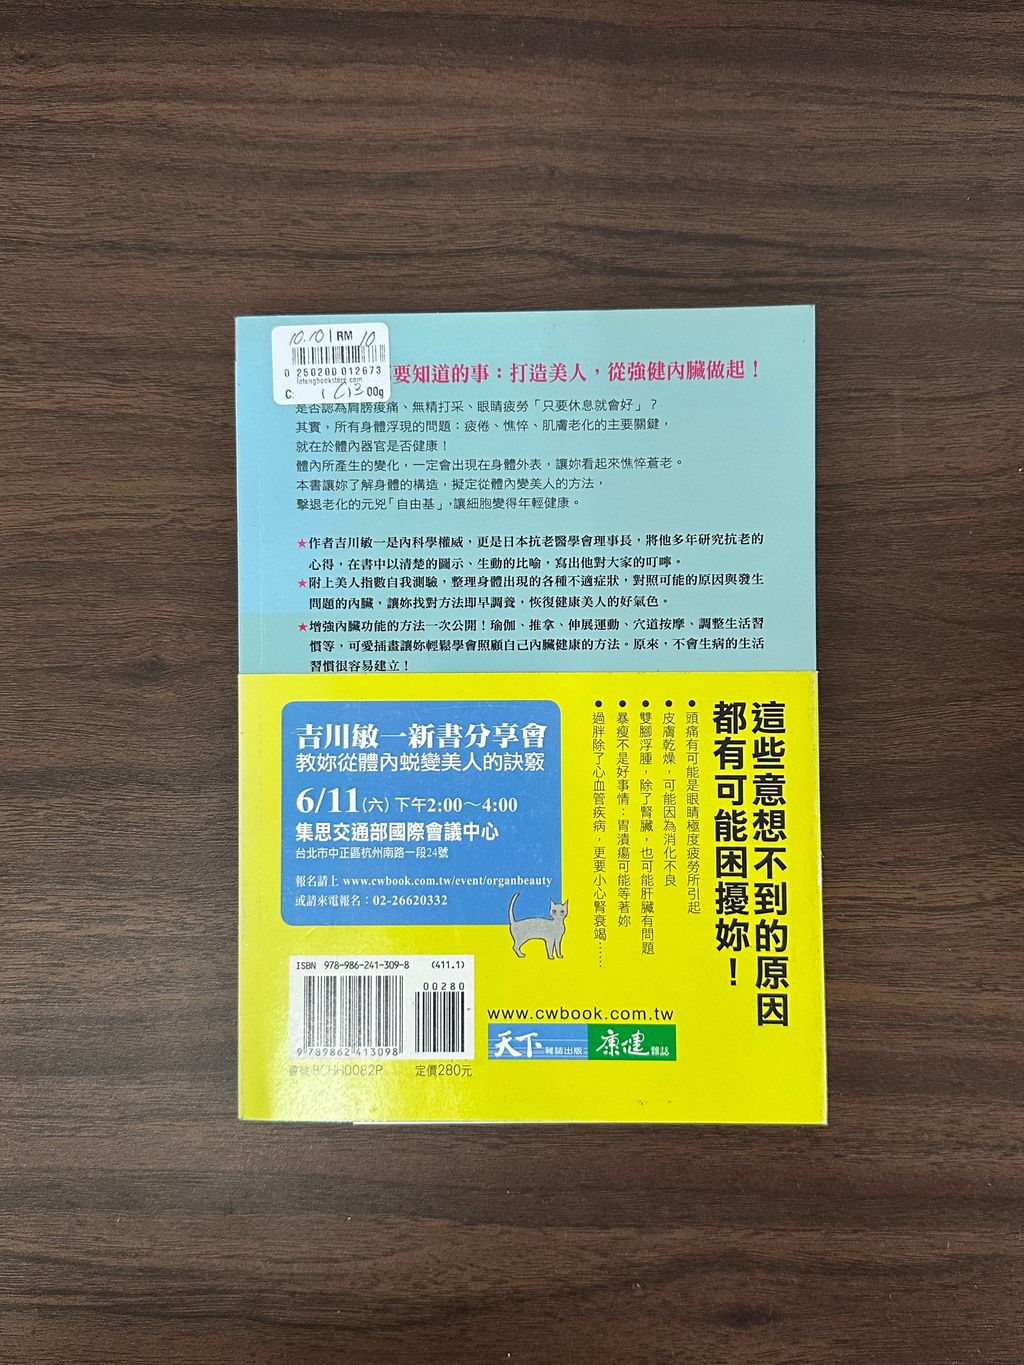 10.10 | RM 10
0 250200 012673
latengbookstore.com
C:
00g
要知道的事：打造美人，從強健內臟做起！
是否認為肩膀痠痛、無精打采、眼睛疲勞「只要休息就會好」？
其實，所有身體浮現的問題：疲倦、憔悴、肌膚老化的主要關鍵，
就在於體內器官是否健康！
體內所產生的變化，一定會出現在身體外表，讓妳看起來憔悴蒼老。
本書讓妳了解身體的構造，擬定從體內變美人的方法，
擊退老化的元兇「自由基」，讓細胞變得年輕健康。
★作者吉川敏一是內科學權威，更是日本抗老醫學會理事長，將他多年研究抗老的
心得，在書中以清楚的圖示、生動的比喻，寫出他對大家的叮嚀。
★附上美人指數自我測驗，整理身體出現的各種不適症狀，對照可能的原因與發生
問題的內臟，讓妳找對方法即早調養，恢復健康美人的好氣色。
★增強內臟功能的方法一次公開！瑜伽、推拿、伸展運動、穴道按摩、調整生活習
慣等，可愛插畫讓妳輕鬆學會照顧自己內臟健康的方法。原來，不會生病的生活
習慣很容易建立！
這些意想不到的原因
都有可能困擾妳！
●頭痛有可能是眼睛極度疲勞所引起
●皮膚乾燥，可能因為消化不良
●雙腳浮腫，除了腎臟，也可能肝臟有問題
●暴瘦不是好事情：胃潰瘍可能等著妳
●過胖除了心血管疾病，更要小心腎衰竭……
吉川敏一新書分享會
教妳從體內蛻變美人的訣竅
6/11（六）下午2:00～4:00
集思交通部國際會議中心
台北市中正區杭州南路一段24號
報名請上 www.cwbook.com.tw/event/organbeauty
或請來電報名：02-26620332
ISBN 978-986-241-309-8 (411.1)
00280
9 789862 413098
書號:BCHH0082P 定價280元
www.cwbook.com.tw
天下 雜誌出版 康健 雜誌